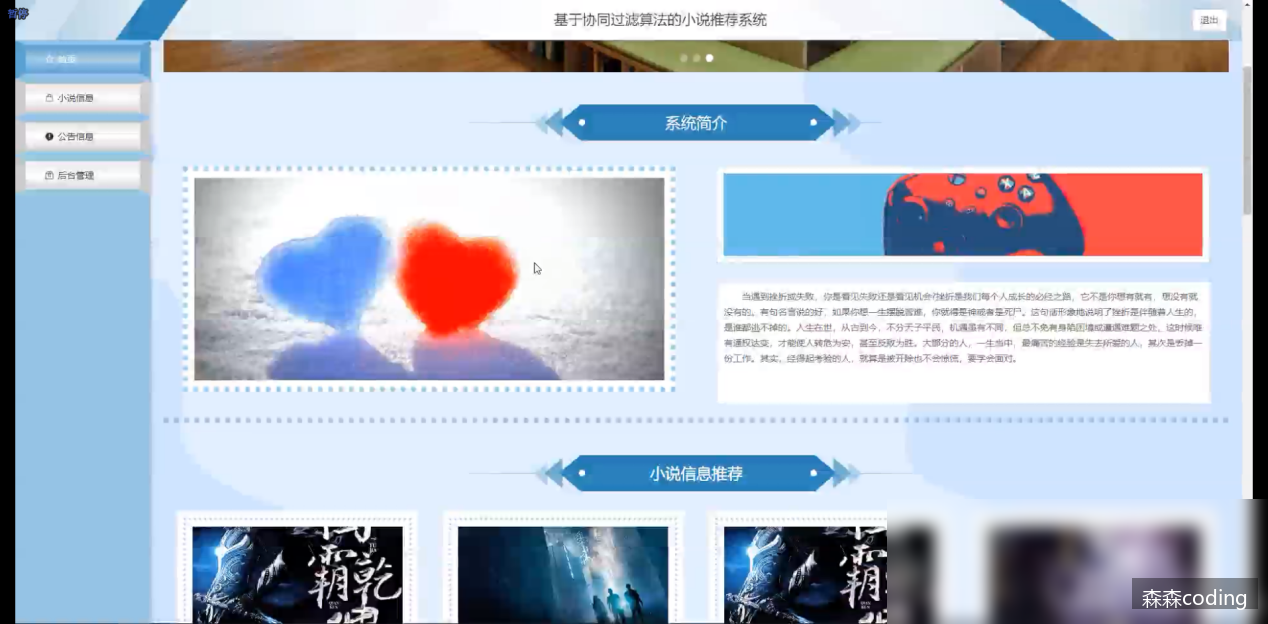 暂停
基于协同过滤算法的小说推荐系统
退出
首页
小说信息
公告信息
后台管理
系统简介
当遇到挫折或失败，你是看见失败还是看见机会?挫折是我们每个人成长的必经之路，它不是你想有就有，想没有就
没有的。有句名言说的好，如果你想一生摆脱苦难，你就得是神或者是死尸。这句话形象地说明了挫折是伴随着人生的，
是谁都逃不掉的。人生在世，从古到今，不分天子平民，机遇虽有不同，但总不免有身陷困境或遭遇难题之处，这时候唯
有通权达变，才能使人转危为安，甚至反败为胜。大部分的人，一生当中，最痛苦的经验是失去所爱的人，其次是丢掉一
份工作。其实，经得起考验的人，就算是被开除也不会惊慌，要学会面对。
小说信息推荐
霸乾
霸
森森coding